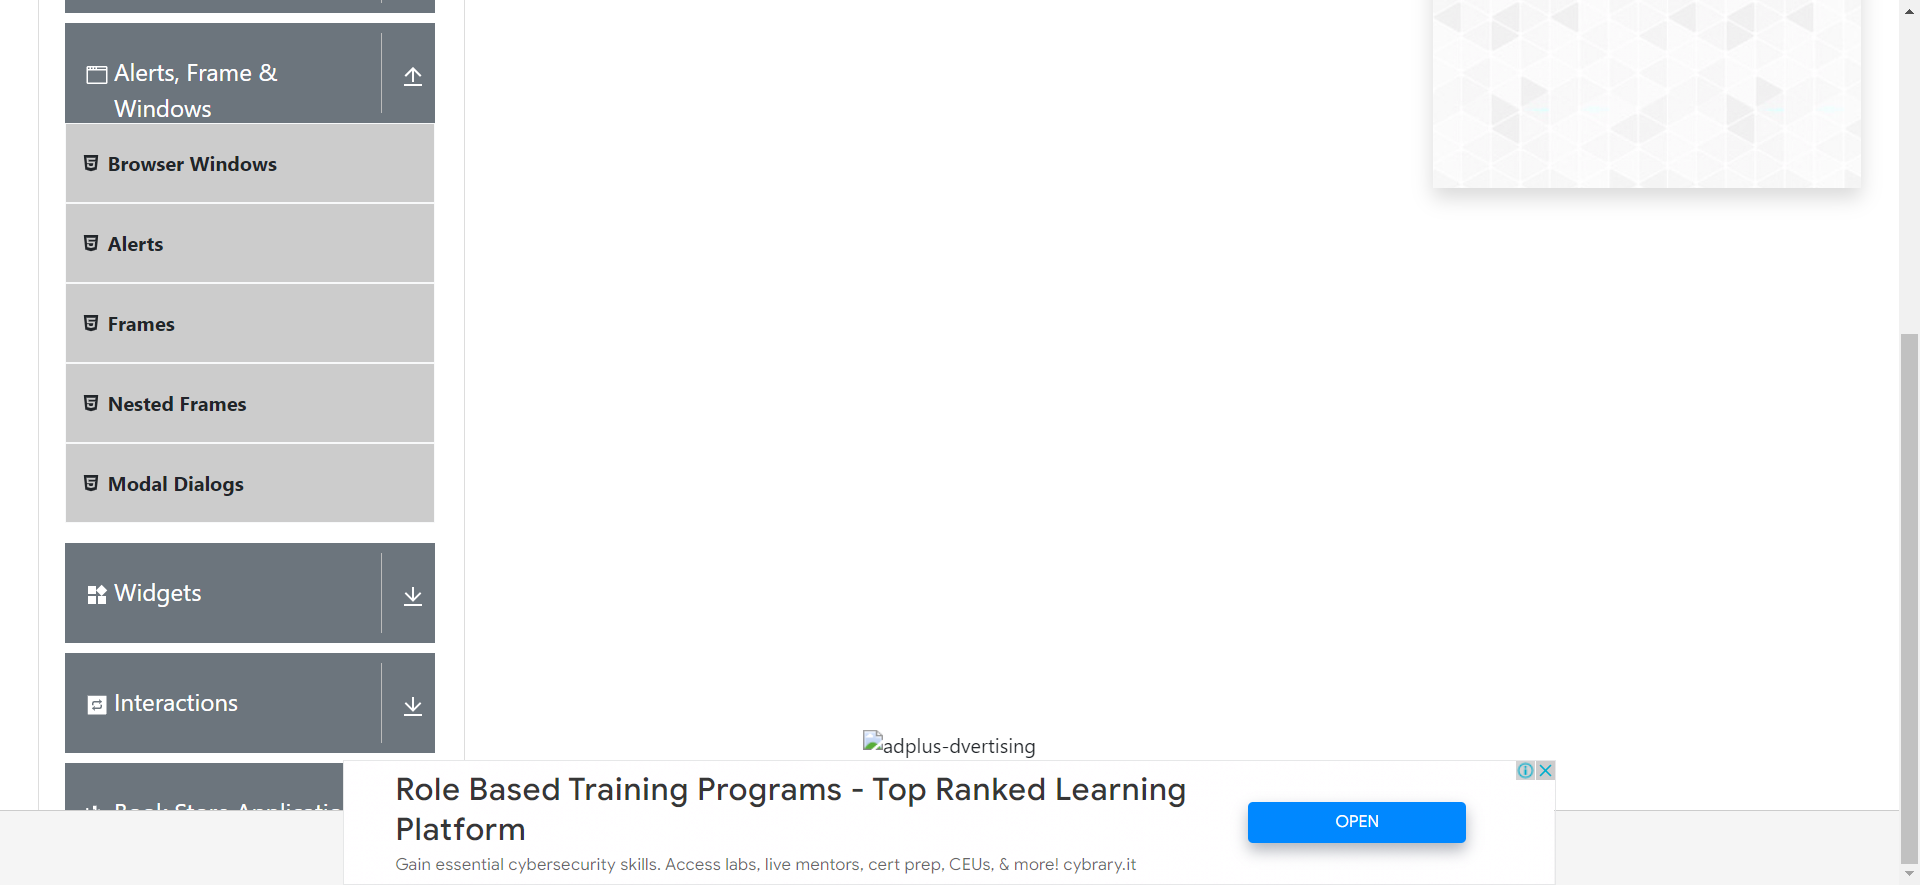 Alerts, Frame &
Windows
Browser Windows
Alerts
Frames
Nested Frames
Modal Dialogs
Widgets
Interactions
Book Store
adplus-dvertising
Role Based Training Programs - Top Ranked Learning
Platform
Gain essential cybersecurity skills. Access labs, live mentors, cert prep, CEUs, & more! cybrary.it
OPEN